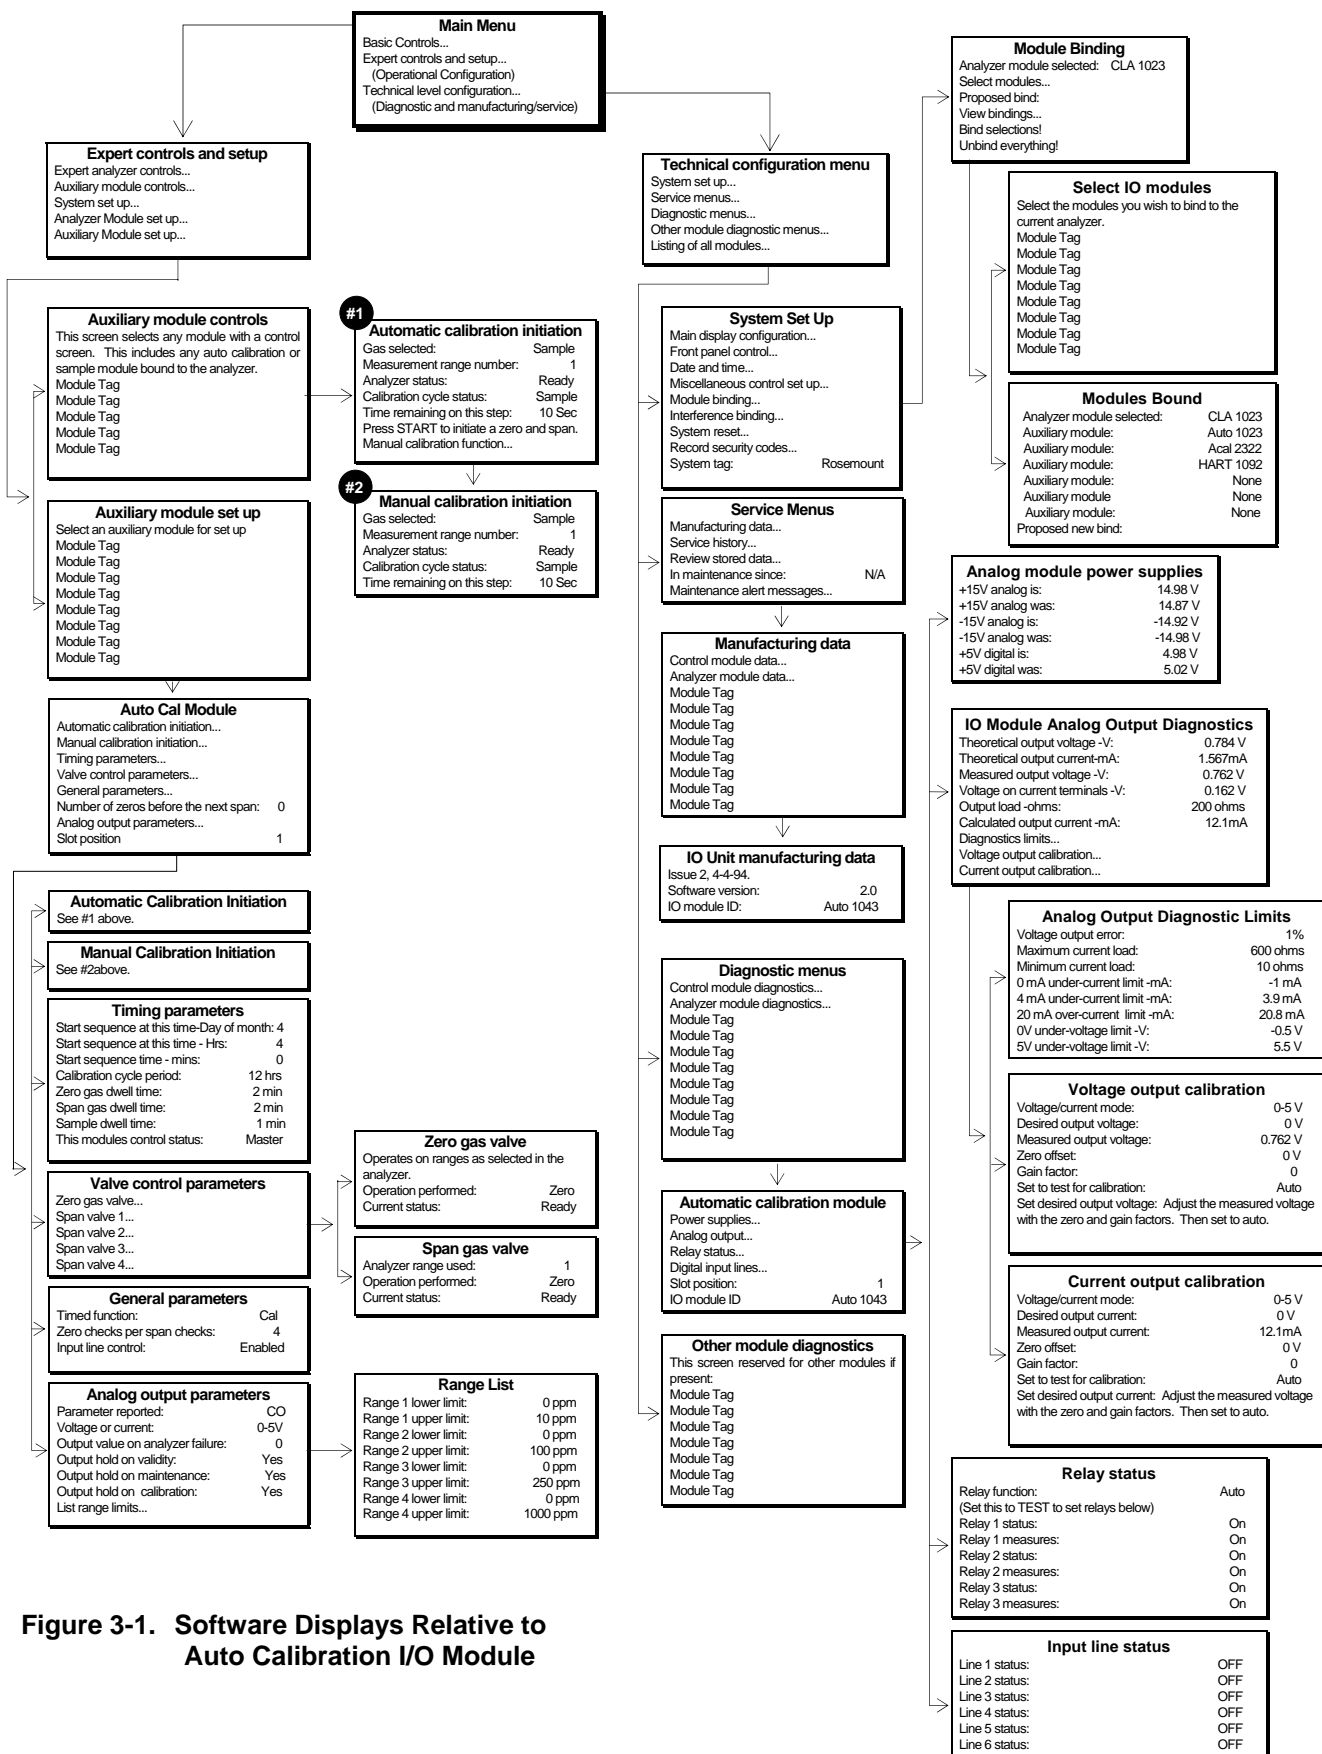 Main Menu
Basic Controls...
Expert controls and setup...
(Operational Configuration)
Technical level configuration...
(Diagnostic and manufacturing/service)
Expert controls and setup
Expert analyzer controls...
Auxiliary module controls...
System set up...
Analyzer Module set up...
Auxiliary Module set up...
Auxiliary module controls
This screen selects any module with a control
screen. This includes any auto calibration or
sample module bound to the analyzer.
Module Tag
Module Tag
Module Tag
Module Tag
Module Tag
#1
Automatic calibration initiation
Gas selected: Sample
Measurement range number: 1
Analyzer status: Ready
Calibration cycle status: Sample
Time remaining on this step: 10 Sec
Press START to initiate a zero and span.
Manual calibration function...
#2
Manual calibration initiation
Gas selected: Sample
Measurement range number: 1
Analyzer status: Ready
Calibration cycle status: Sample
Time remaining on this step: 10 Sec
Auxiliary module set up
Select an auxiliary module for set up
Module Tag
Module Tag
Module Tag
Module Tag
Module Tag
Module Tag
Module Tag
Module Tag
Auto Cal Module
Automatic calibration initiation...
Manual calibration initiation...
Timing parameters...
Valve control parameters...
General parameters...
Number of zeros before the next span: 0
Analog output parameters...
Slot position 1
Automatic Calibration Initiation
See #1 above.
Manual Calibration Initiation
See #2above.
Timing parameters
Start sequence at this time-Day of month: 4
Start sequence at this time - Hrs: 4
Start sequence time - mins: 0
Calibration cycle period: 12 hrs
Zero gas dwell time: 2 min
Span gas dwell time: 2 min
Sample dwell time: 1 min
This modules control status: Master
Valve control parameters
Zero gas valve...
Span valve 1...
Span valve 2...
Span valve 3...
Span valve 4...
Zero gas valve
Operates on ranges as selected in the
analyzer.
Operation performed: Zero
Current status: Ready
Span gas valve
Analyzer range used: 1
Operation performed: Zero
Current status: Ready
General parameters
Timed function: Cal
Zero checks per span checks: 4
Input line control: Enabled
Analog output parameters
Parameter reported: CO
Voltage or current: 0-5V
Output value on analyzer failure: 0
Output hold on validity: Yes
Output hold on maintenance: Yes
Output hold on calibration: Yes
List range limits...
Range List
Range 1 lower limit: 0 ppm
Range 1 upper limit: 10 ppm
Range 2 lower limit: 0 ppm
Range 2 upper limit: 100 ppm
Range 3 lower limit: 0 ppm
Range 3 upper limit: 250 ppm
Range 4 lower limit: 0 ppm
Range 4 upper limit: 1000 ppm
Technical configuration menu
System set up...
Service menus...
Diagnostic menus...
Other module diagnostic menus...
Listing of all modules...
System Set Up
Main display configuration...
Front panel control...
Date and time...
Miscellaneous control set up...
Module binding...
Interference binding...
System reset...
Record security codes...
System tag: Rosemount
Service Menus
Manufacturing data...
Service history...
Review stored data...
In maintenance since: N/A
Maintenance alert messages...
Manufacturing data
Control module data...
Analyzer module data...
Module Tag
Module Tag
Module Tag
Module Tag
Module Tag
Module Tag
Module Tag
Module Tag
IO Unit manufacturing data
Issue 2, 4-4-94.
Software version: 2.0
IO module ID: Auto 1043
Diagnostic menus
Control module diagnostics...
Analyzer module diagnostics...
Module Tag
Module Tag
Module Tag
Module Tag
Module Tag
Module Tag
Module Tag
Module Tag
Automatic calibration module
Power supplies...
Analog output...
Relay status...
Digital input lines...
Slot position: 1
IO module ID Auto 1043
Other module diagnostics
This screen reserved for other modules if
present:
Module Tag
Module Tag
Module Tag
Module Tag
Module Tag
Module Tag
Module Tag
Module Binding
Analyzer module selected: CLA 1023
Select modules...
Proposed bind:
View bindings...
Bind selections!
Unbind everything!
Select IO modules
Select the modules you wish to bind to the
current analyzer.
Module Tag
Module Tag
Module Tag
Module Tag
Module Tag
Module Tag
Module Tag
Module Tag
Modules Bound
Analyzer module selected: CLA 1023
Auxiliary module: Auto 1023
Auxiliary module: Acal 2322
Auxiliary module: HART 1092
Auxiliary module: None
Auxiliary module None
Auxiliary module: None
Proposed new bind:
Analog module power supplies
+15V analog is: 14.98 V
+15V analog was: 14.87 V
-15V analog is: -14.92 V
-15V analog was: -14.98 V
+5V digital is: 4.98 V
+5V digital was: 5.02 V
IO Module Analog Output Diagnostics
Theoretical output voltage -V: 0.784 V
Theoretical output current-mA: 1.567mA
Measured output voltage -V: 0.762 V
Voltage on current terminals -V: 0.162 V
Output load -ohms: 200 ohms
Calculated output current -mA: 12.1mA
Diagnostics limits...
Voltage output calibration...
Current output calibration...
Analog Output Diagnostic Limits
Voltage output error: 1%
Maximum current load: 600 ohms
Minimum current load: 10 ohms
0 mA under-current limit -mA: -1 mA
4 mA under-current limit -mA: 3.9 mA
20 mA over-current limit -mA: 20.8 mA
0V under-voltage limit -V: -0.5 V
5V under-voltage limit -V: 5.5 V
Voltage output calibration
Voltage/current mode: 0-5 V
Desired output voltage: 0 V
Measured output voltage: 0.762 V
Zero offset: 0 V
Gain factor: 0
Set to test for calibration: Auto
Set desired output voltage: Adjust the measured voltage
with the zero and gain factors. Then set to auto.
Current output calibration
Voltage/current mode: 0-5 V
Desired output current: 0 V
Measured output current: 12.1mA
Zero offset: 0 V
Gain factor: 0
Set to test for calibration: Auto
Set desired output current: Adjust the measured voltage
with the zero and gain factors. Then set to auto.
Relay status
Relay function: Auto
(Set this to TEST to set relays below)
Relay 1 status: On
Relay 1 measures: On
Relay 2 status: On
Relay 2 measures: On
Relay 3 status: On
Relay 3 measures: On
Input line status
Line 1 status: OFF
Line 2 status: OFF
Line 3 status: OFF
Line 4 status: OFF
Line 5 status: OFF
Line 6 status: OFF
Figure 3-1. Software Displays Relative to
Auto Calibration I/O Module